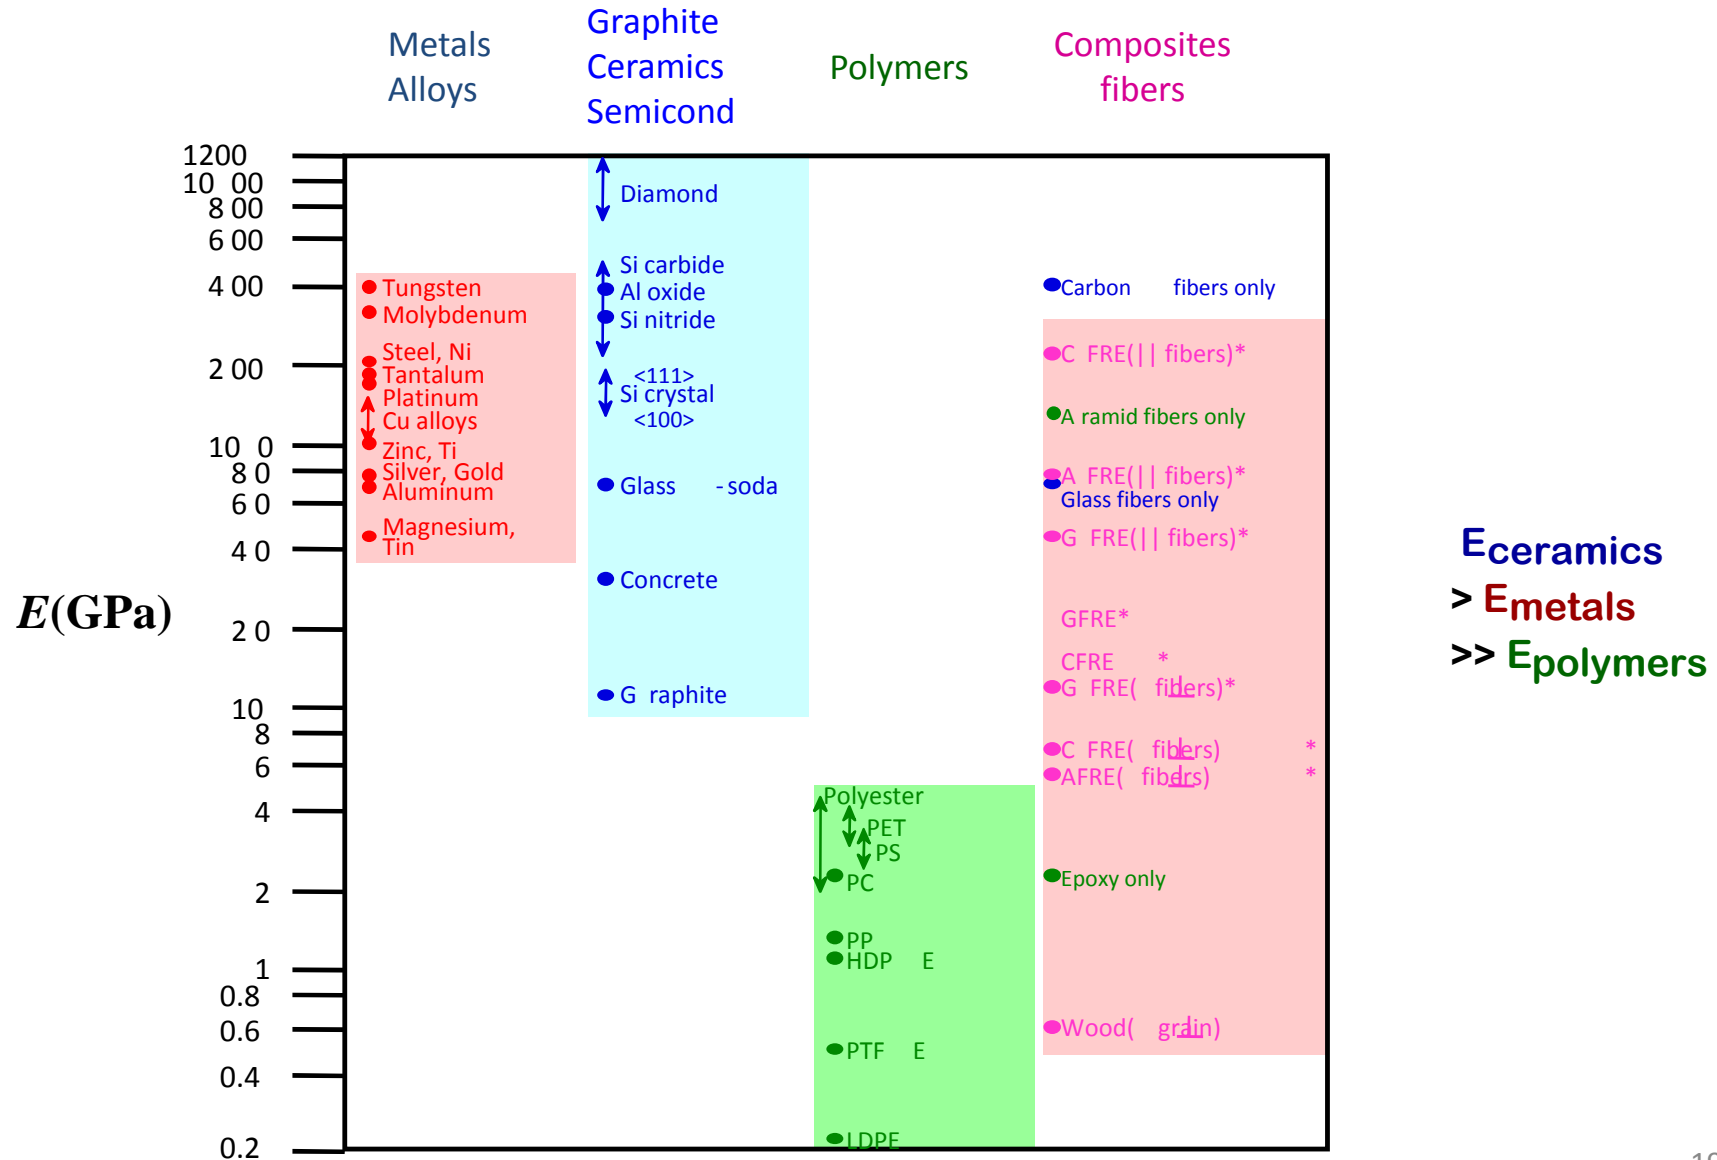 Metals
Alloys
Graphite
Ceramics
Semicond
Polymers
Composites
fibers
1200
10 00
8 00
6 00
4 00
2 00
10 0
8 0
6 0
4 0
2 0
10
8
6
4
2
1
0.8
0.6
0.4
0.2
E(GPa)
Tungsten
Molybdenum
Steel, Ni
Tantalum
Platinum
Cu alloys
Zinc, Ti
Silver, Gold
Aluminum
Magnesium,
Tin
Diamond
Si carbide
Al oxide
Si nitride
<111>
Si crystal
<100>
Glass -soda
Concrete
G raphite
Polyester
PET
PS
PC
PP
HDP E
PTF E
LDPE
Carbon fibers only
C FRE(|| fibers)*
A ramid fibers only
A FRE(|| fibers)*
Glass fibers only
G FRE(|| fibers)*
GFRE*
CFRE *
G FRE( ⊥ fibers)*
C FRE( ⊥ fibers) *
AFRE( ⊥ fibers) *
Epoxy only
Wood( ⊥ grain)
Eceramics
> Emetals
>> Epolymers